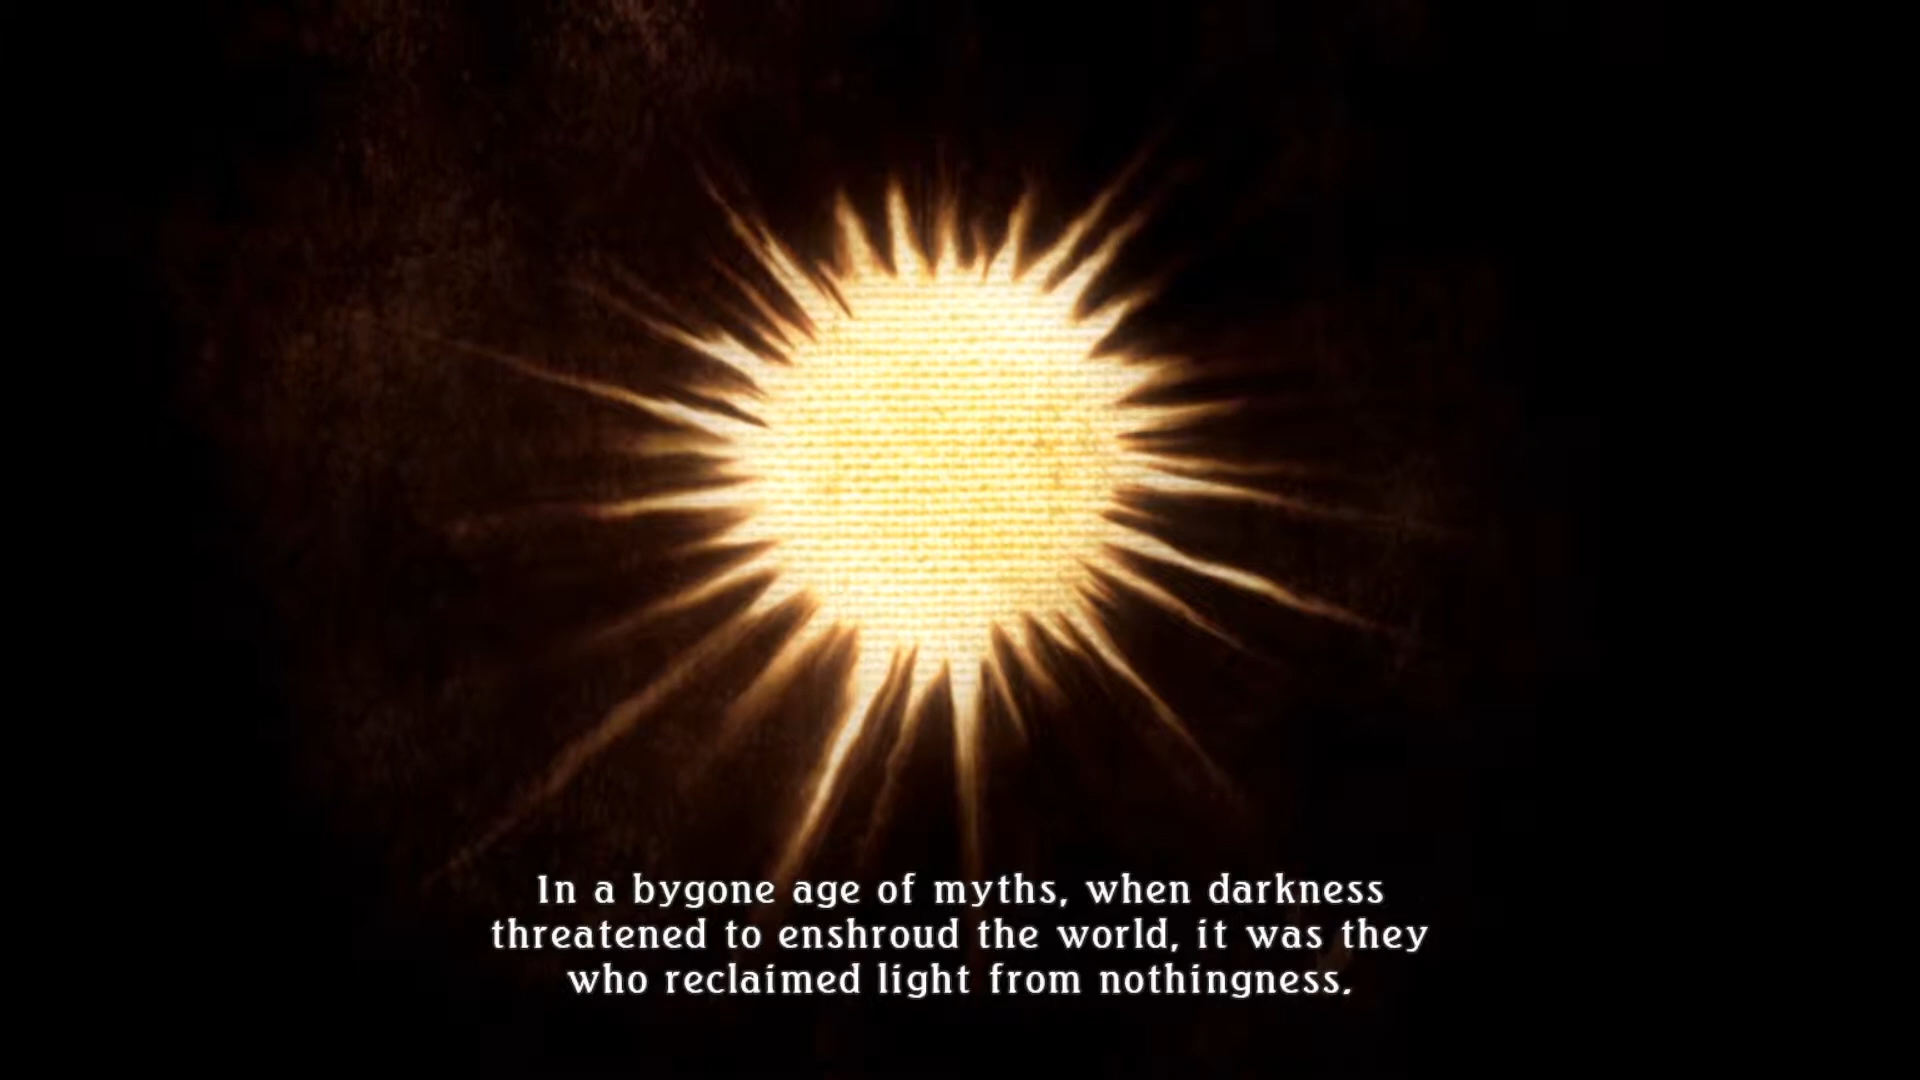 In a bygone age of myths, when darkness
threatened to enshroud the world, it was they
who reclaimed light from nothingness.